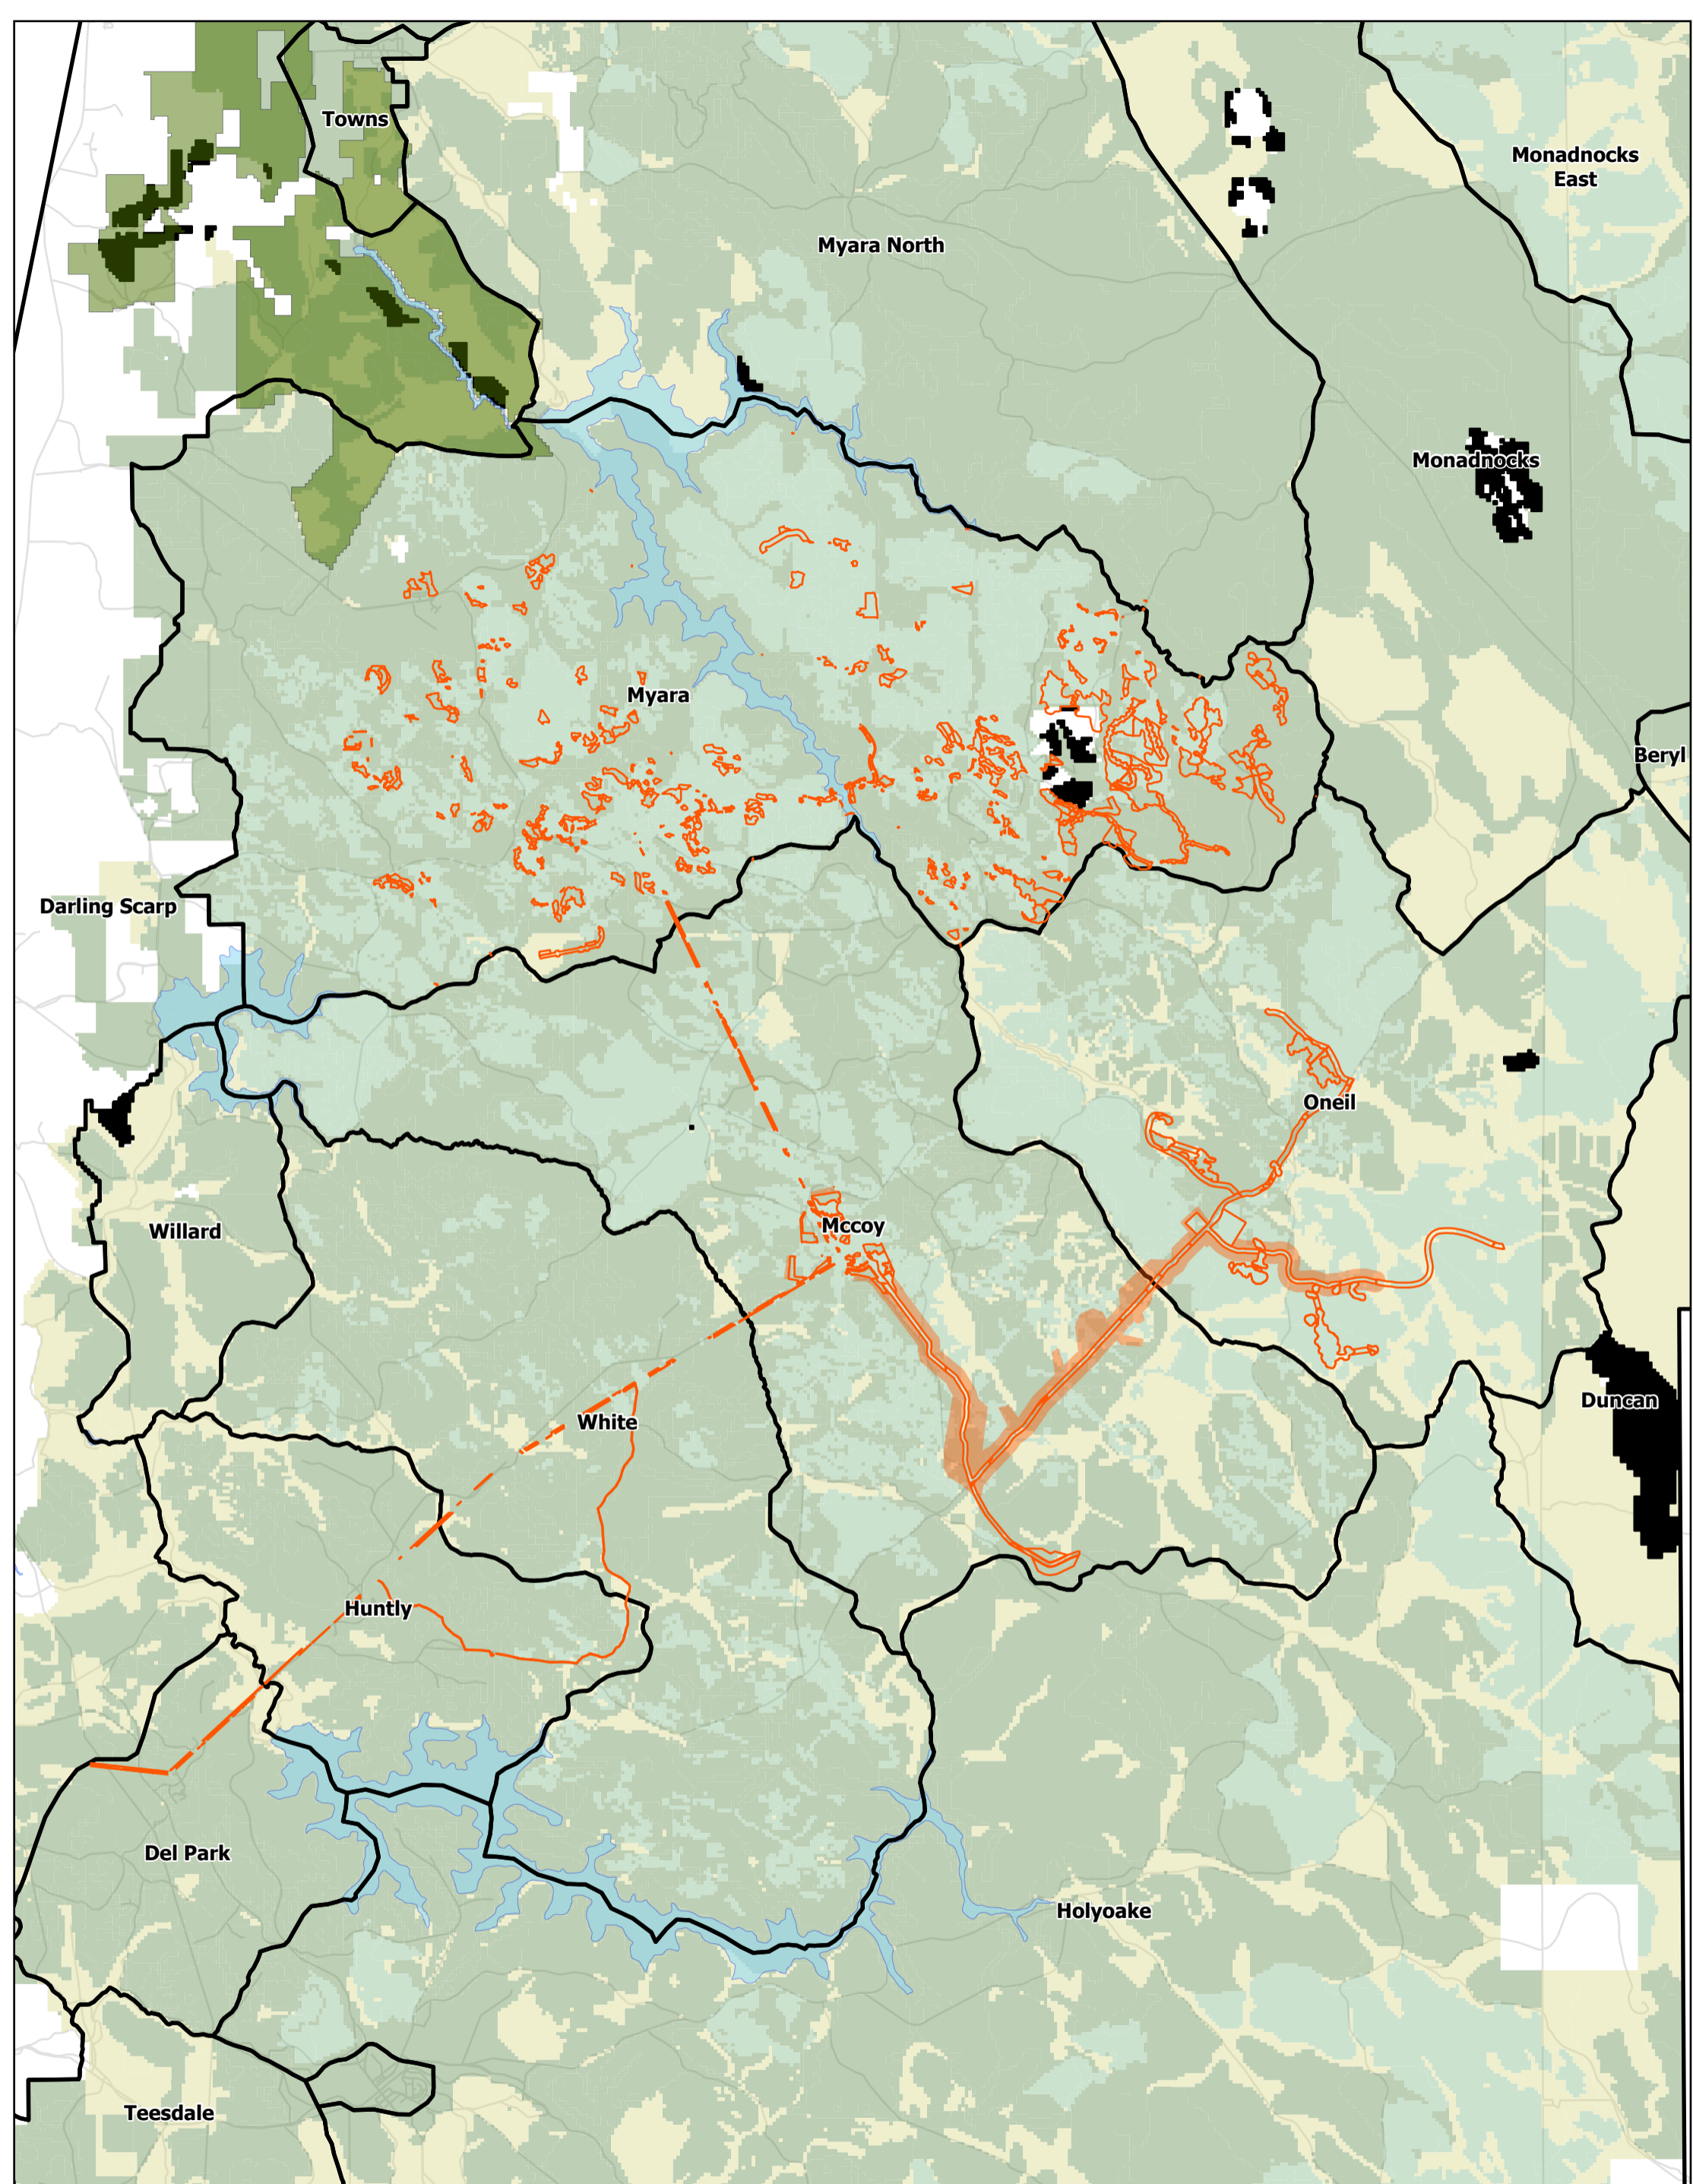 Towns
Monadnocks
East
Myara North
Monadnocks
Myara
Beryl
Darling Scarp
Oneil
Willard
Mccoy
Duncan
White
Huntly
Del Park
Holyoake
Teesdale